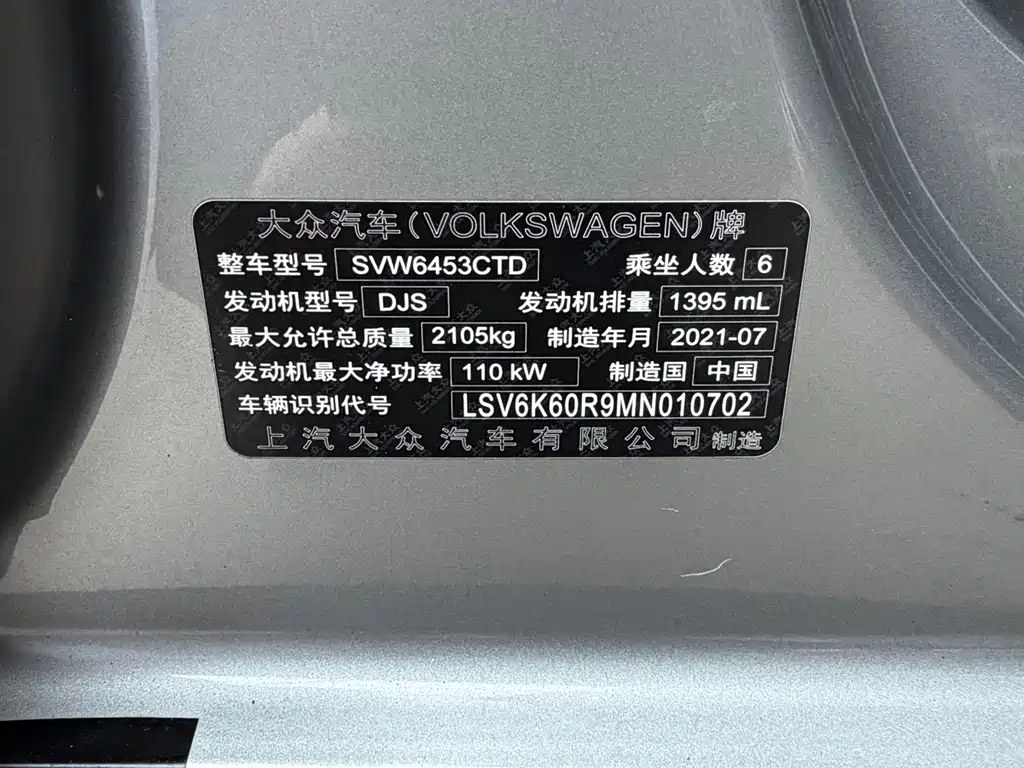 大众汽车(VOLKSWAGEN)牌
整车型号 SVW6453CTD 乘坐人数 6
发动机型号 DJS 发动机排量 1395 mL
最大允许总质量 2105kg 制造年月 2021-07
发动机最大净功率 110 kW 制造国 中国
车辆识别代号 LSV6K60R9MN010702
上汽大众汽车有限公司 制造